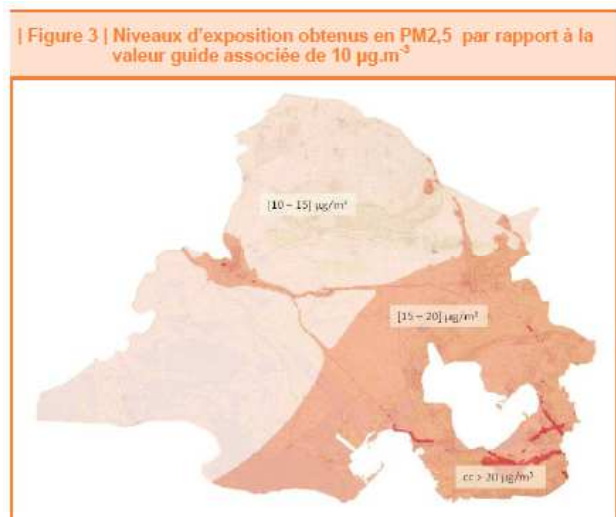 | Figure 3 | Niveaux d'exposition obtenus en PM2,5 par rapport à la
valeur guide associée de 10 µg.m⁻³
[10 – 15] µg/m³
[15 – 20] µg/m³
cc > 20 µg/m³